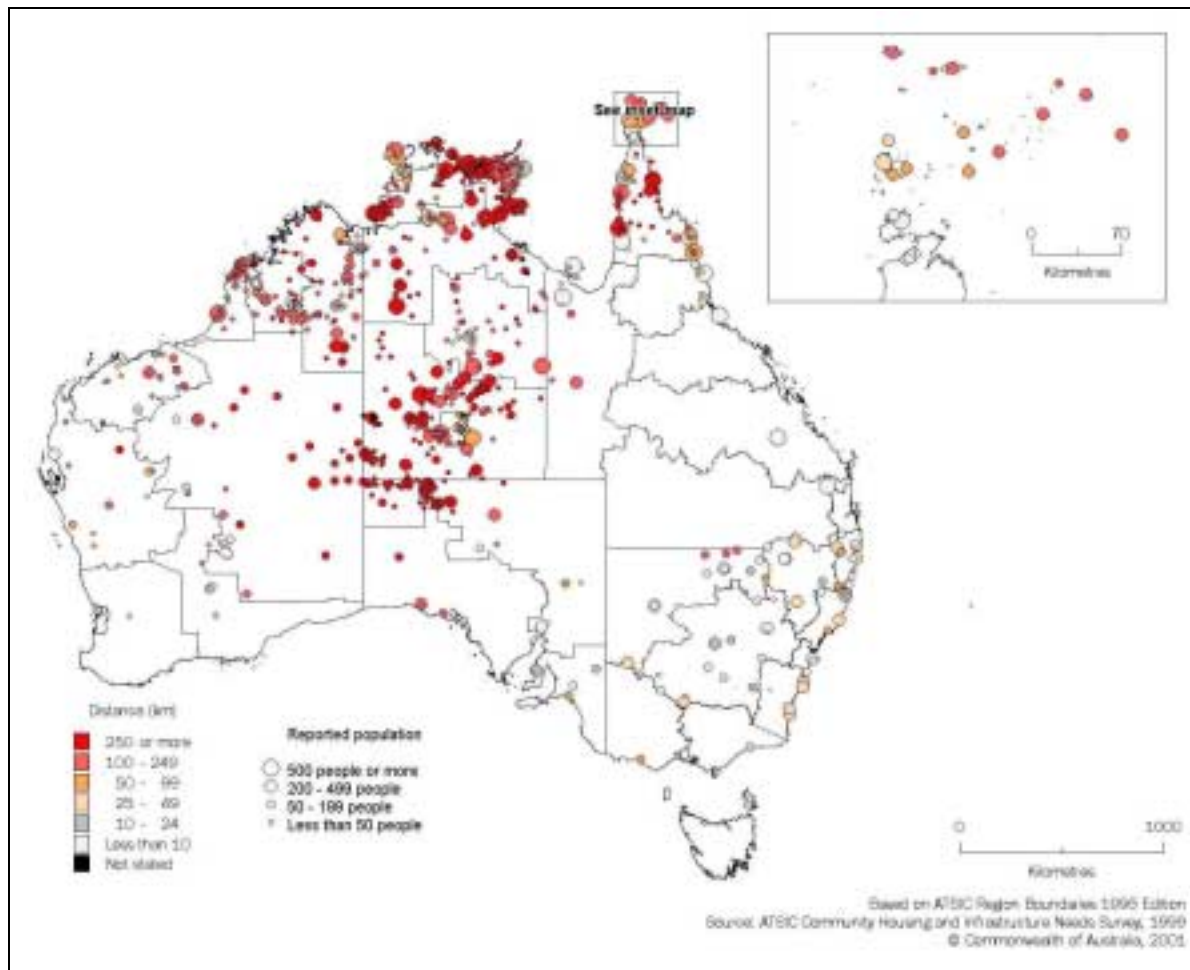 See inset map
0 70
Kilometres
Distance (km)
250 or more
100 - 249
50 - 99
25 - 49
10 - 24
Less than 10
Not stated
Reported population
500 people or more
200 - 499 people
50 - 199 people
Less than 50 people
0 1000
Kilometres
Based on ATSIC Region Boundaries 1996 Edition
Source: ATSIC Community Housing and Infrastructure Needs Survey, 1999
© Commonwealth of Australia, 2001